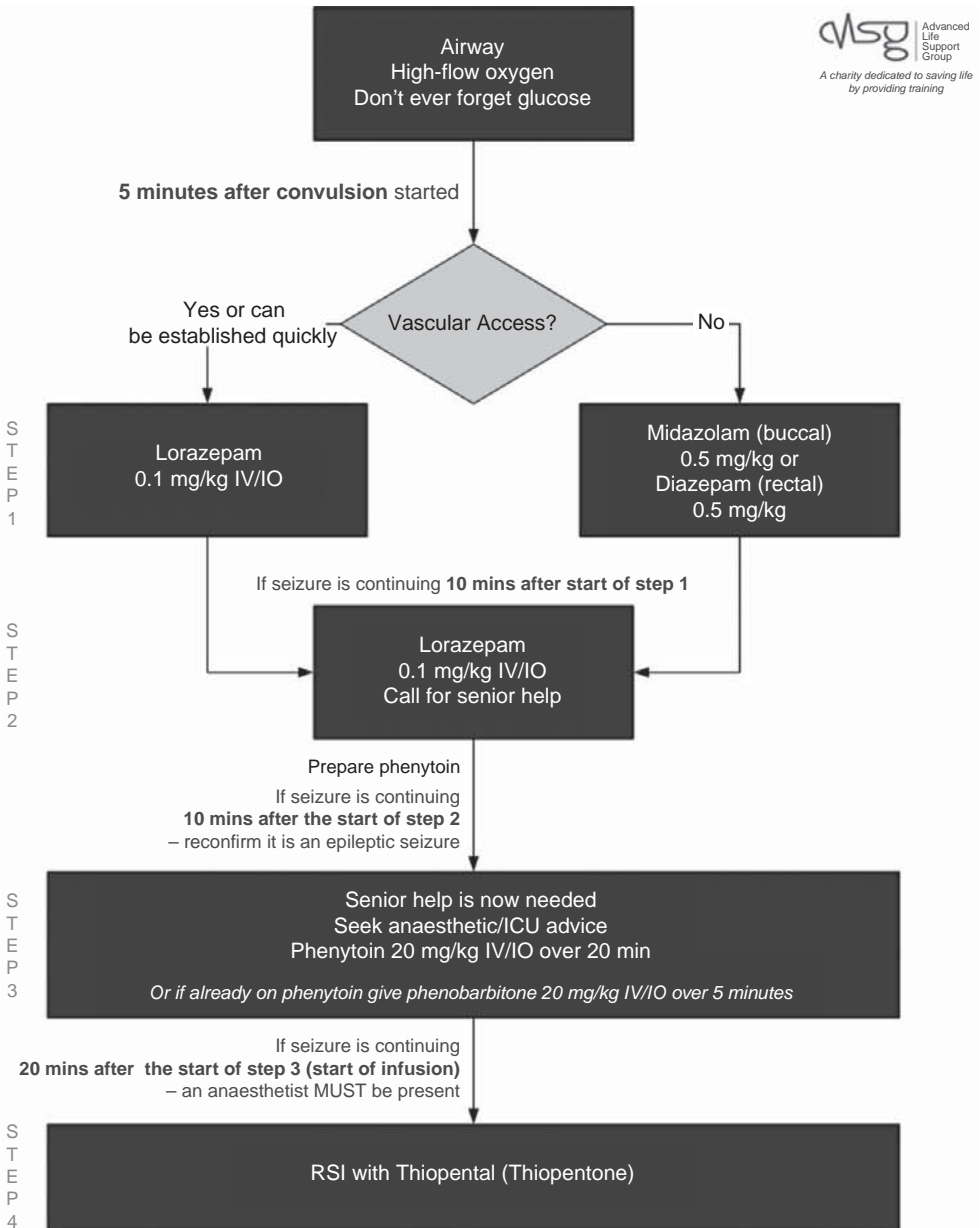 alsg
Advanced
Life
Support
Group
A charity dedicated to saving life
by providing training
Airway
High-flow oxygen
Don't ever forget glucose
5 minutes after convulsion started
Vascular Access?
Yes or can
be established quickly
No
STEP 1
Lorazepam
0.1 mg/kg IV/IO
Midazolam (buccal)
0.5 mg/kg or
Diazepam (rectal)
0.5 mg/kg
If seizure is continuing 10 mins after start of step 1
STEP 2
Lorazepam
0.1 mg/kg IV/IO
Call for senior help
Prepare phenytoin
If seizure is continuing
10 mins after the start of step 2
– reconfirm it is an epileptic seizure
STEP 3
Senior help is now needed
Seek anaesthetic/ICU advice
Phenytoin 20 mg/kg IV/IO over 20 min
Or if already on phenytoin give phenobarbitone 20 mg/kg IV/IO over 5 minutes
If seizure is continuing
20 mins after the start of step 3 (start of infusion)
– an anaesthetist MUST be present
STEP 4
RSI with Thiopental (Thiopentone)